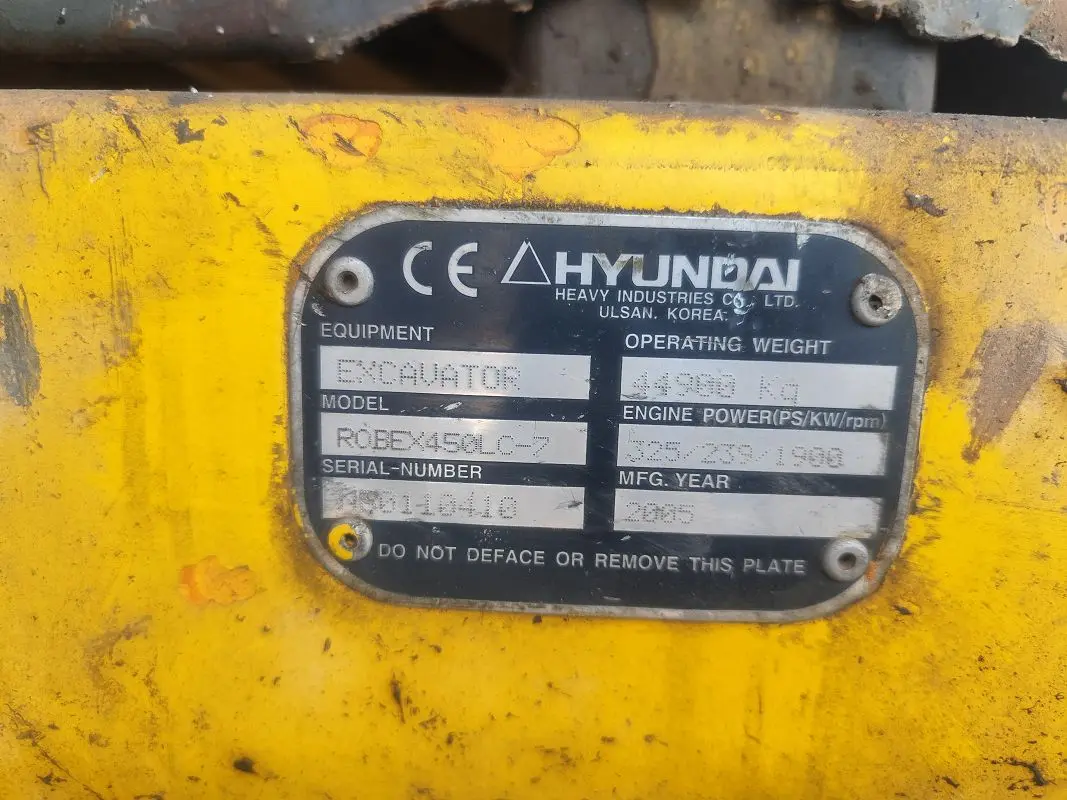 CE HYUNDAI
HEAVY INDUSTRIES CO., LTD.
ULSAN. KOREA.
EQUIPMENT
EXCAVATOR
OPERATING WEIGHT
44900 Kg
MODEL
ROBEX450LC-7
ENGINE POWER(PS/KW/rpm)
325/239/1900
SERIAL-NUMBER
MFG. YEAR
2005
DO NOT DEFACE OR REMOVE THIS PLATE